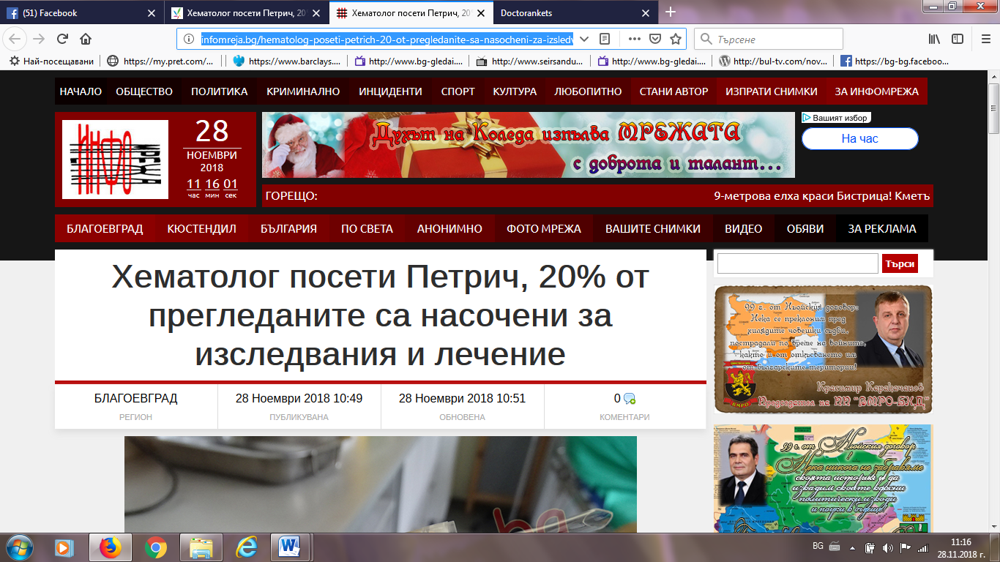 (51) Facebook
Хематолог посети Петрич, 20
Хематолог посети Петрич, 20%
Doctorankets
infomreja.bg/hematolog-poseti-petrich-20-ot-pregledanite-sa-nasocheni-za-izsledv
Търсене
Най-посещавани
https://my.pret.com/...
https://www.barclays....
http://www.bg-gledai....
http://www.seirsandu...
http://www.bg-gledai....
http://bul-tv.com/nov...
https://bg-bg.faceboo...
НАЧАЛО ОБЩЕСТВО ПОЛИТИКА КРИМИНАЛНО ИНЦИДЕНТИ СПОРТ КУЛТУРА ЛЮБОПИТНО СТАНИ АВТОР ИЗПРАТИ СНИМКИ ЗА ИНФОМРЕЖА
28
НОЕМВРИ
2018
11 16 01
час мин сек
Духът на Коледа изпълва МРЕЖАТА
с доброта и талант...
Вашият избор
На час
ГОРЕЩО:
9-метрова елха краси Бистрица! Кметъ
БЛАГОЕВГРАД КЮСТЕНДИЛ БЪЛГАРИЯ ПО СВЕТА АНОНИМНО ФОТО МРЕЖА ВАШИТЕ СНИМКИ ВИДЕО ОБЯВИ ЗА РЕКЛАМА
Хематолог посети Петрич, 20% от
прегледаните са насочени за
изследвания и лечение
БЛАГОЕВГРАД
РЕГИОН
28 Ноември 2018 10:49
ПУБЛИКУВАНА
28 Ноември 2018 10:51
ОБНОВЕНА
0
КОМЕНТАРИ
Търси
99 г. от Ньойския договор:
Нека се преклоним пред
хилядите човешки съдби,
пострадали по време на войните,
както и от откъсването им
от българските територии!
ВМРО
Красимир Каракачанов
Председател на ПП "ВМРО-БНД"
99 г. от Ньойския договор
Нека никога не забравяме
своята история и да
извадим своите верни
политически изводи
и поуки в бъдеще!
BG
11:16
28.11.2018 г.